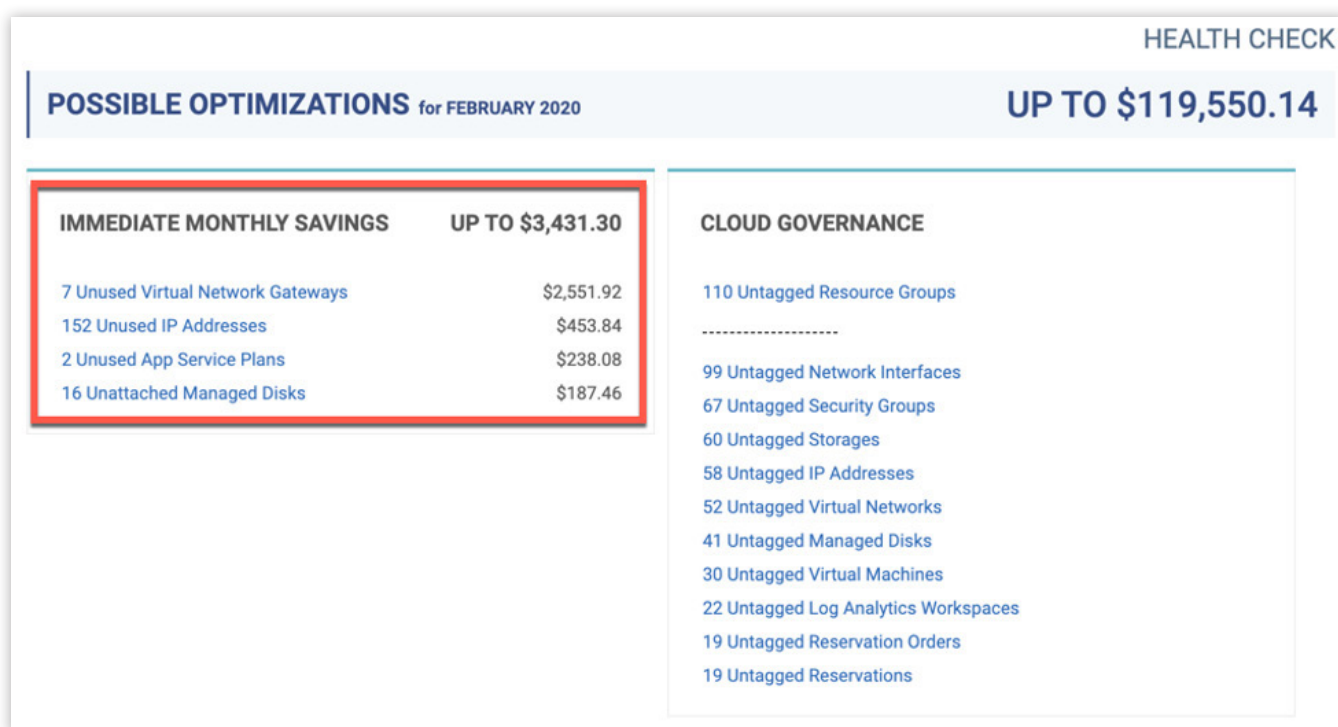 HEALTH CHECK
POSSIBLE OPTIMIZATIONS for FEBRUARY 2020 UP TO $119,550.14
IMMEDIATE MONTHLY SAVINGS UP TO $3,431.30
7 Unused Virtual Network Gateways $2,551.92
152 Unused IP Addresses $453.84
2 Unused App Service Plans $238.08
16 Unattached Managed Disks $187.46
CLOUD GOVERNANCE
110 Untagged Resource Groups
--------------------
99 Untagged Network Interfaces
67 Untagged Security Groups
60 Untagged Storages
58 Untagged IP Addresses
52 Untagged Virtual Networks
41 Untagged Managed Disks
30 Untagged Virtual Machines
22 Untagged Log Analytics Workspaces
19 Untagged Reservation Orders
19 Untagged Reservations